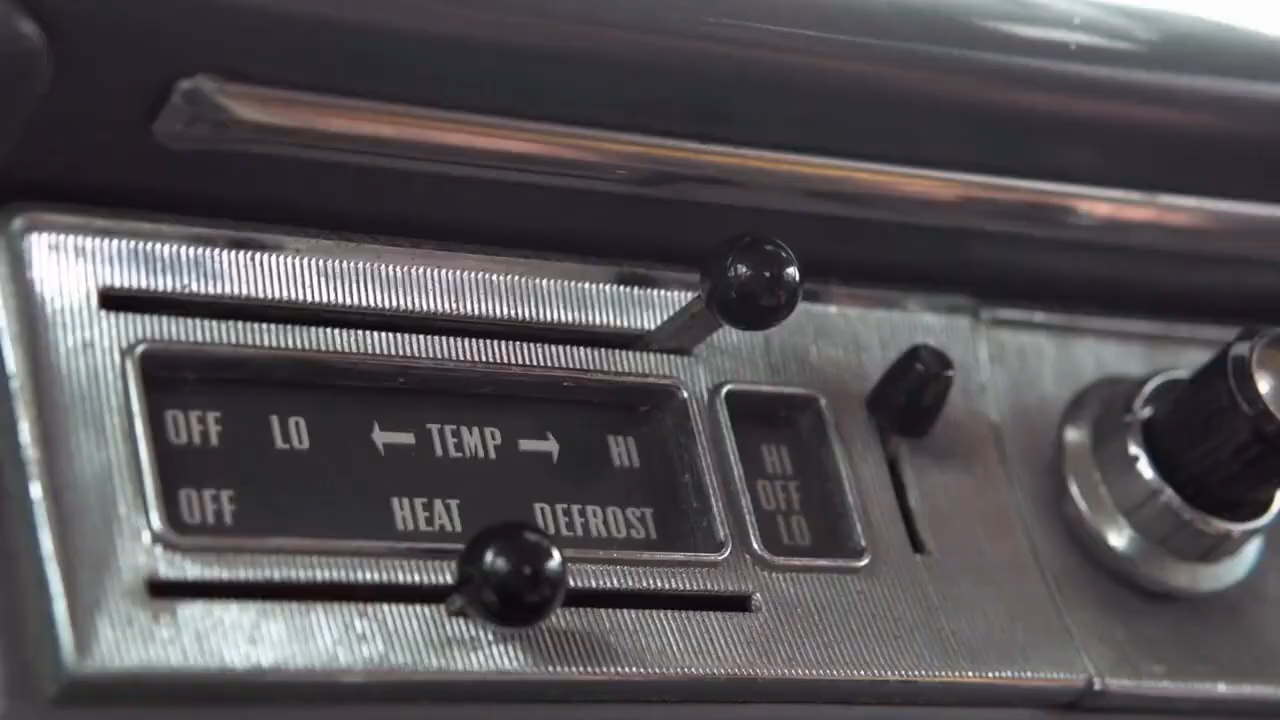 OFF LO ← TEMP → HI
OFF HEAT DEFROST
HI
OFF
LO